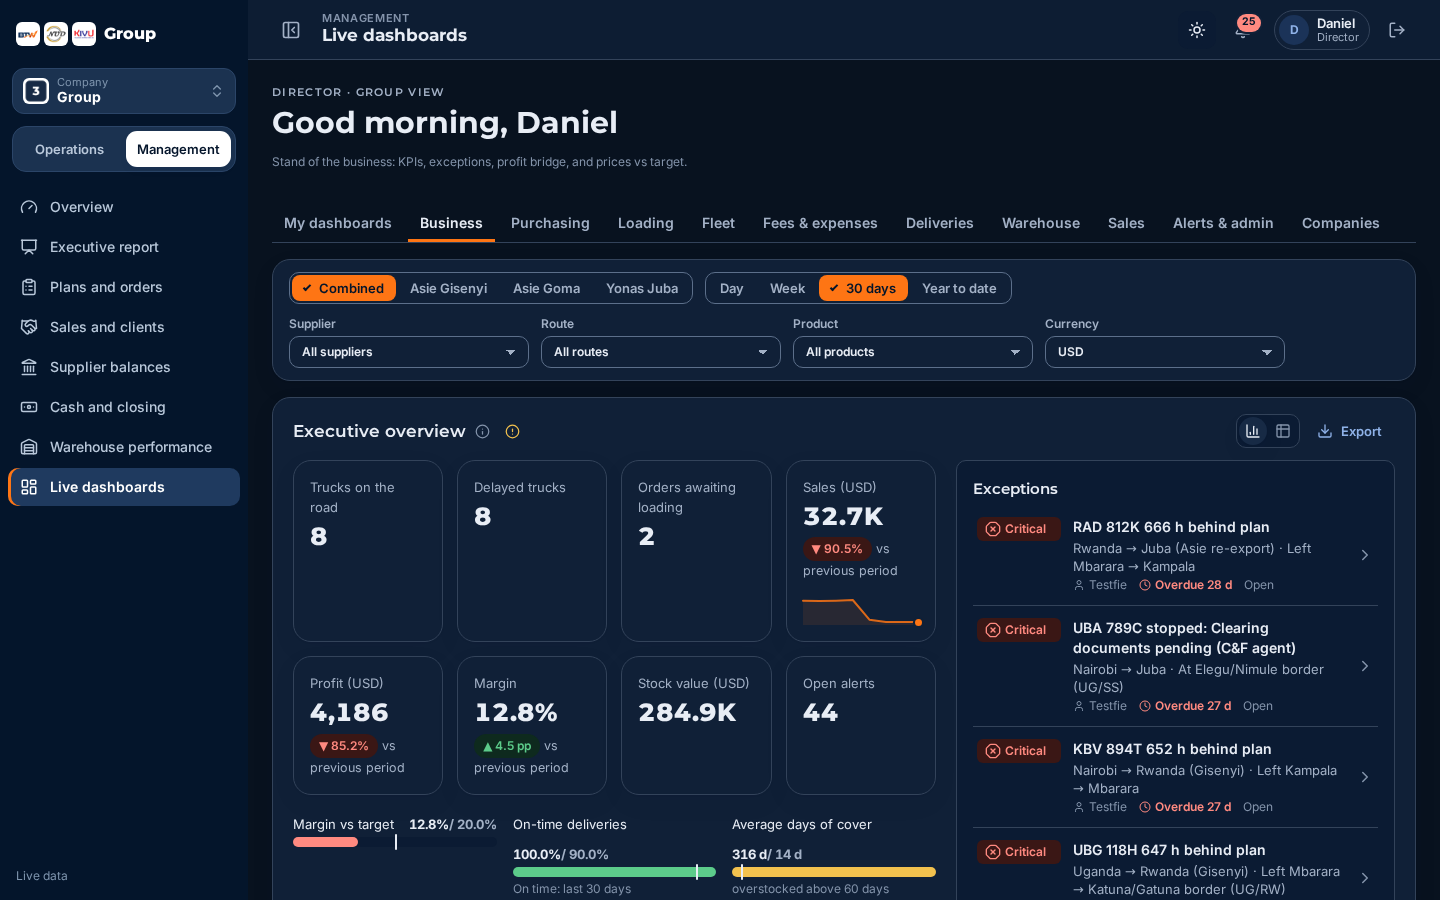 BTW NUD KIVU Group
Company
3 Group
Operations Management
Overview
Executive report
Plans and orders
Sales and clients
Supplier balances
Cash and closing
Warehouse performance
Live dashboards
Live data
MANAGEMENT
Live dashboards
25
D Daniel
Director
DIRECTOR · GROUP VIEW
Good morning, Daniel
Stand of the business: KPIs, exceptions, profit bridge, and prices vs target.
My dashboards Business Purchasing Loading Fleet Fees & expenses Deliveries Warehouse Sales Alerts & admin Companies
✓ Combined Asie Gisenyi Asie Goma Yonas Juba Day Week ✓ 30 days Year to date
Supplier Route Product Currency
All suppliers All routes All products USD
Executive overview
Export
Trucks on the
road
8
Delayed trucks
8
Orders awaiting
loading
2
Sales (USD)
32.7K
▼ 90.5% vs
previous period
Profit (USD)
4,186
▼ 85.2% vs
previous period
Margin
12.8%
▲ 4.5 pp vs
previous period
Stock value (USD)
284.9K
Open alerts
44
Margin vs target 12.8% / 20.0%
On-time deliveries
100.0% / 90.0%
On time: last 30 days
Average days of cover
316 d / 14 d
overstocked above 60 days
Exceptions
Critical RAD 812K 666 h behind plan
Rwanda → Juba (Asie re-export) · Left
Mbarara → Kampala
Testfie Overdue 28 d Open
Critical UBA 789C stopped: Clearing
documents pending (C&F agent)
Nairobi → Juba · At Elegu/Nimule border
(UG/SS)
Testfie Overdue 27 d Open
Critical KBV 894T 652 h behind plan
Nairobi → Rwanda (Gisenyi) · Left Kampala
→ Mbarara
Testfie Overdue 27 d Open
Critical UBG 118H 647 h behind plan
Uganda → Rwanda (Gisenyi) · Left Mbarara
→ Katuna/Gatuna border (UG/RW)